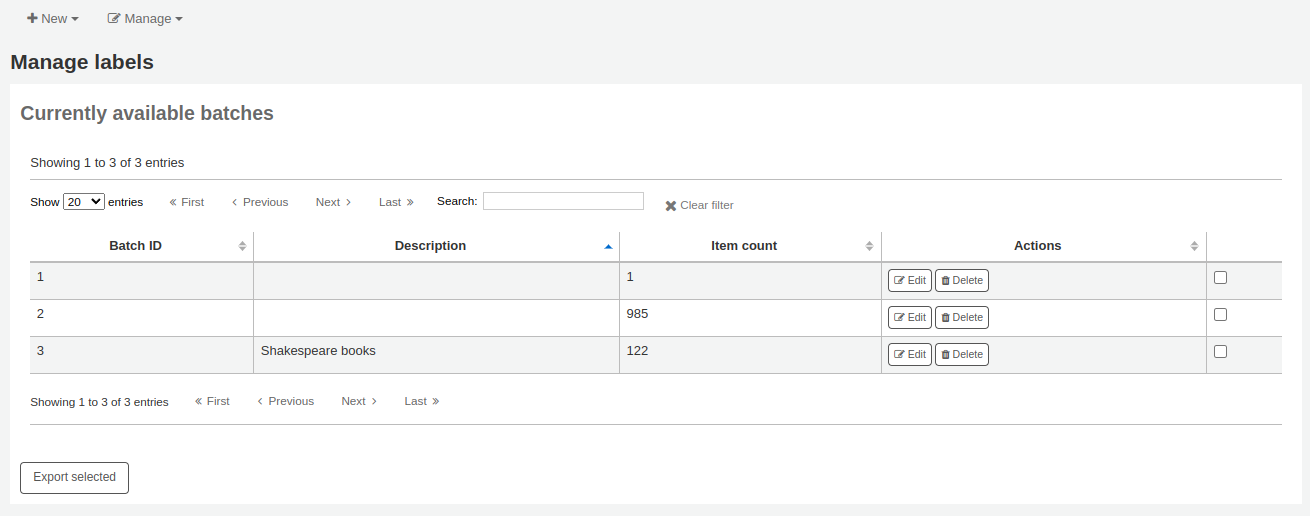 New Manage
Manage labels
Currently available batches
Showing 1 to 3 of 3 entries
Show 20 entries First Previous Next Last Search: Clear filter
Batch ID Description Item count Actions
1 1 Edit Delete
2 985 Edit Delete
3 Shakespeare books 122 Edit Delete
Showing 1 to 3 of 3 entries First Previous Next Last
Export selected